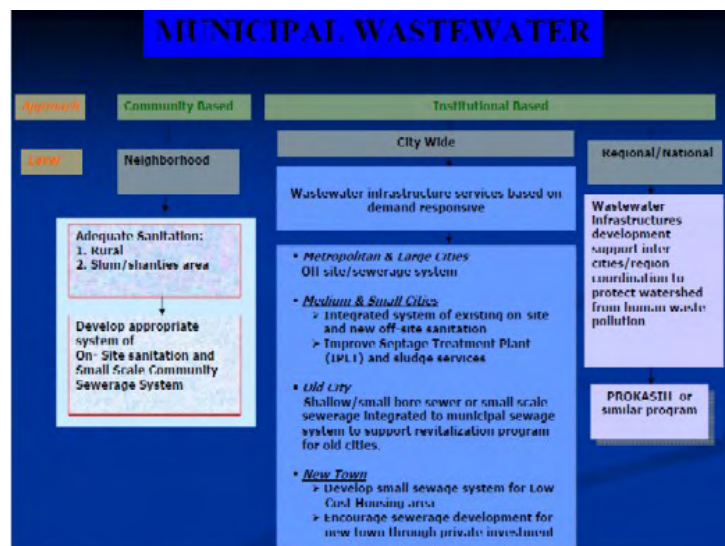 MUNICIPAL WASTEWATER
Approach
Community Based
Institutional Based
Level
Neighborhood
City Wide
Regional/National
Adequate Sanitation:
1. Rural
2. Slum/shanties area
Develop appropriate
system of
On- Site sanitation and
Small Scale Community
Sewerage System
Wastewater infrastructure services based on
demand responsive
• Metropolitan & Large Cities
Off site/sewerage system
• Medium & Small Cities
➢ Integrated system of existing on site
and new off-site sanitation
➢ Improve Septage Treatment Plant
(IPLT) and sludge services
• Old City
Shallow/small bore sewer or small scale
sewerage integrated to municipal sewage
system to support revitalization program
for old cities.
• New Town
➢ Develop small sewage system for Low
Cost Housing area
➢ Encourage sewerage development for
new town through private investment
Wastewater
Infrastructures
development
support inter
cities/region
coordination to
protect watershed
from human waste
pollution
PROKASIH or
similar program